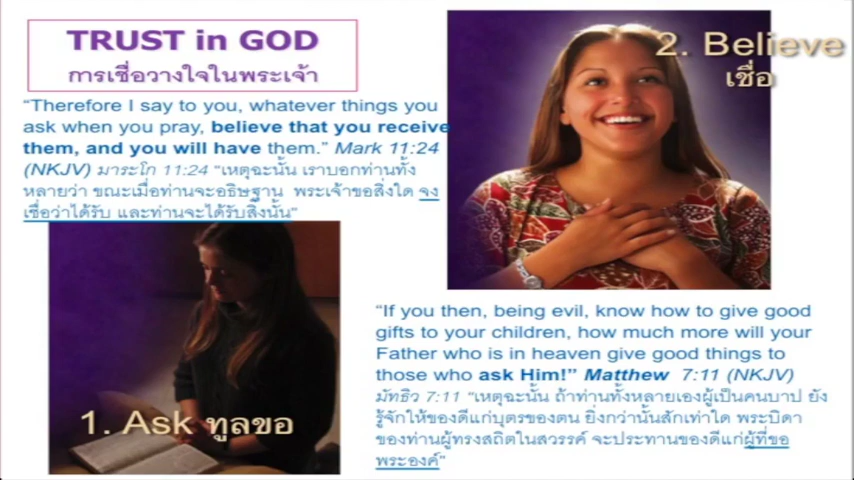 TRUST in GOD
การเชื่อวางใจในพระเจ้า
“Therefore I say to you, whatever things you
ask when you pray, believe that you receive
them, and you will have them.” Mark 11:24
(NKJV) มาระโก 11:24 “เหตุฉะนั้น เราบอกท่านทั้ง
หลายว่า ขณะเมื่อท่านจะอธิษฐาน พระเจ้าขอสิ่งใด จง
เชื่อว่าได้รับ และท่านจะได้รับสิ่งนั้น”
2. Believe
เชื่อ
1. Ask ทูลขอ
“If you then, being evil, know how to give good
gifts to your children, how much more will your
Father who is in heaven give good things to
those who ask Him!” Matthew 7:11 (NKJV)
มัทธิว 7:11 “เหตุฉะนั้น ถ้าท่านทั้งหลายเองผู้เป็นคนบาป ยัง
รู้จักให้ของดีแก่บุตรของตน ยิ่งกว่านั้นสักเท่าใด พระบิดา
ของท่านผู้ทรงสถิตในสวรรค์ จะประทานของดีแก่ผู้ที่ขอ
พระองค์”